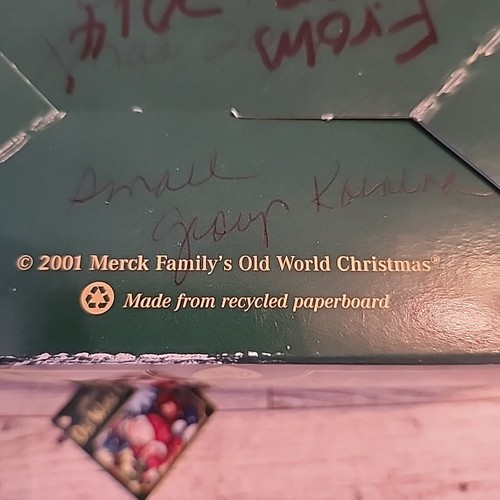 From
Small
group
© 2001 Merck Family's Old World Christmas®
Made from recycled paperboard